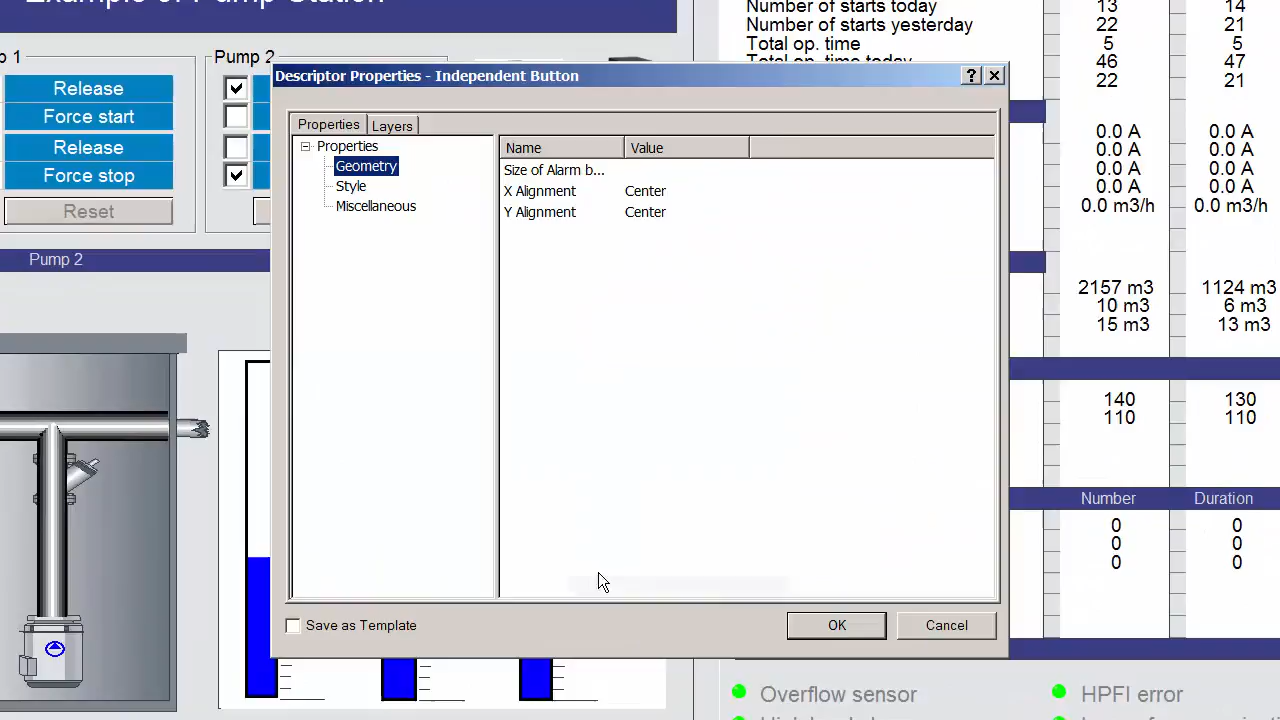 Example of Pump Station
p 1
Pump 2
Release
Force start
Release
Force stop
Reset
Pump 2
Descriptor Properties - Independent Button
?
Properties
Layers
Properties
Geometry
Style
Miscellaneous
Name Value
Size of Alarm b...
X Alignment Center
Y Alignment Center
Save as Template
OK
Cancel
Number of starts today 13 14
Number of starts yesterday 22 21
Total op. time 5 5
Total op. time today 46 47
22 21
0.0 A 0.0 A
0.0 A 0.0 A
0.0 A 0.0 A
0.0 A 0.0 A
0.0 m3/h 0.0 m3/h
2157 m3 1124 m3
10 m3 6 m3
15 m3 13 m3
140 130
110 110
Number Duration
0 0
0 0
0 0
Overflow sensor
HPFI error